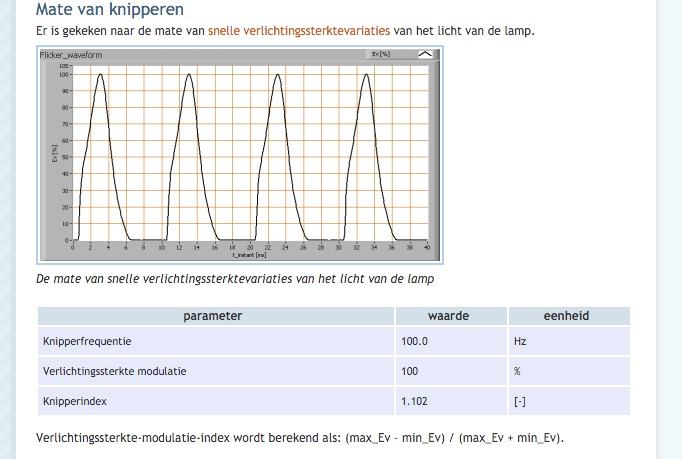 Mate van knipperen
Er is gekeken naar de mate van snelle verlichtingssterktevariaties van het licht van de lamp.
Flicker_waveform
Ev [%]
105
100
90
80
70
60
50
40
30
20
10
0
Ev [%]
0 2 4 6 8 10 12 14 16 18 20 22 24 26 28 30 32 34 36 38 40
t_instant [ms]
De mate van snelle verlichtingssterktevariaties van het licht van de lamp
parameter waarde eenheid
Knipperfrequentie 100.0 Hz
Verlichtingssterkte modulatie 100 %
Knipperindex 1.102 [-]
Verlichtingssterkte-modulatie-index wordt berekend als: (max_Ev - min_Ev) / (max_Ev + min_Ev).